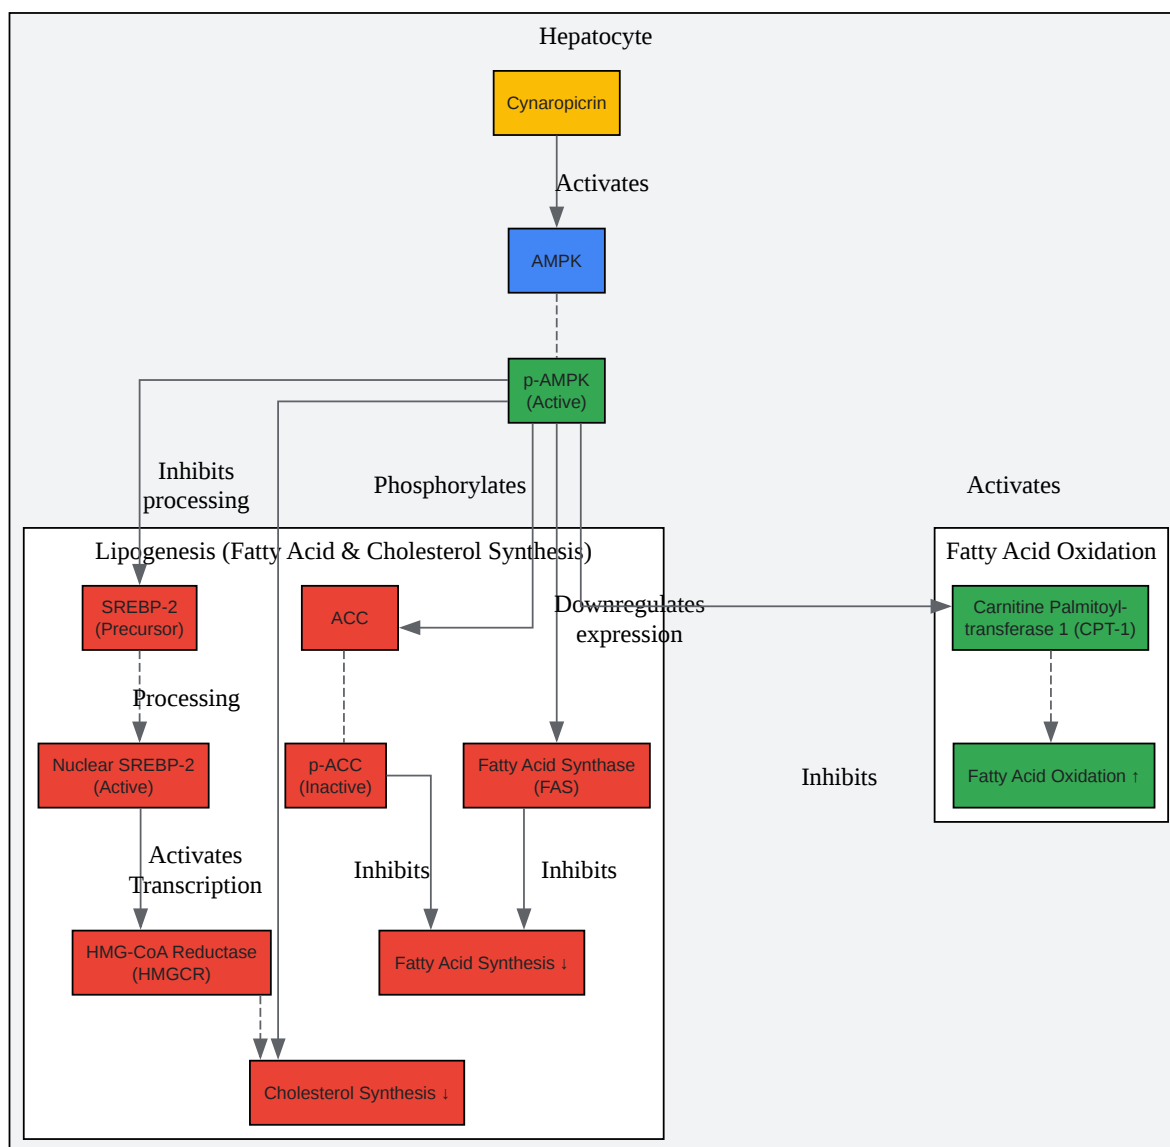 Hepatocyte
Cynaropicrin
Activates
AMPK
p-AMPK
(Active)
Inhibits
processing
Phosphorylates
Activates
Lipogenesis (Fatty Acid & Cholesterol Synthesis)
Fatty Acid Oxidation
SREBP-2
(Precursor)
ACC
Downregulates
expression
Carnitine Palmitoyl-
transferase 1 (CPT-1)
Processing
Nuclear SREBP-2
(Active)
p-ACC
(Inactive)
Fatty Acid Synthase
(FAS)
Inhibits
Fatty Acid Oxidation ↑
Activates
Transcription
Inhibits
Inhibits
HMG-CoA Reductase
(HMGCR)
Fatty Acid Synthesis ↓
Cholesterol Synthesis ↓